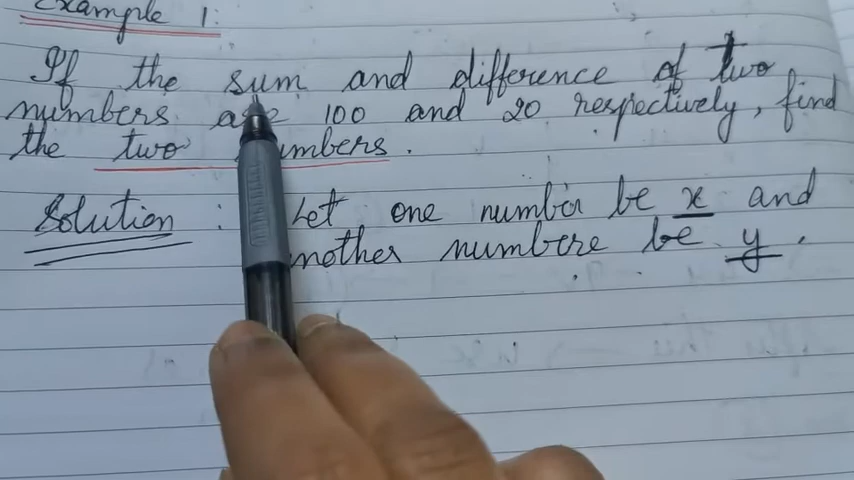 Example 1:
If the sum and difference of Two
numbers are 100 and 20 respectively, find
the two numbers.
Solution : Let one number be x and
another numbere be y.